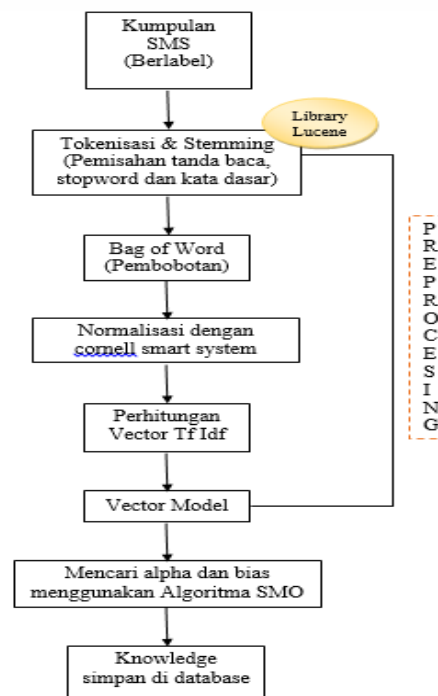 Kumpulan
SMS
(Berlabel)
Library
Lucene
Tokenisasi & Stemming
(Pemisahan tanda baca,
stopword dan kata dasar)
Bag of Word
(Pembobotan)
Normalisasi dengan
cornell smart system
Perhitungan
Vector Tf Idf
Vector Model
Mencari alpha dan bias
menggunakan Algoritma SMO
Knowledge
simpan di database
P
R
E
P
R
O
C
E
S
I
N
G